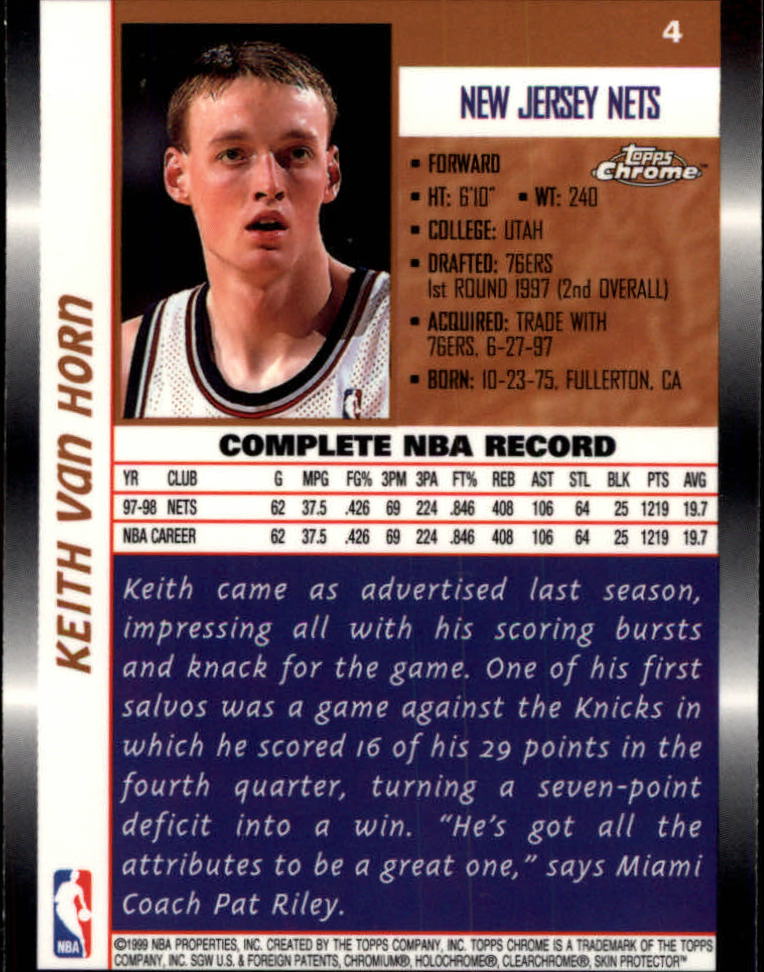 4
NEW JERSEY NETS
TOPPS
Chrome™
▪ FORWARD
▪ HT: 6'10" ▪ WT: 240
▪ COLLEGE: UTAH
▪ DRAFTED: 76ERS
1st ROUND 1997 (2nd OVERALL)
▪ ACQUIRED: TRADE WITH
76ERS, 6-27-97
▪ BORN: 10-23-75, FULLERTON, CA
KEITH Van HORN
COMPLETE NBA RECORD
YR CLUB G MPG FG% 3PM 3PA FT% REB AST STL BLK PTS AVG
97-98 NETS 62 37.5 .426 69 224 .846 408 106 64 25 1219 19.7
NBA CAREER 62 37.5 .426 69 224 .846 408 106 64 25 1219 19.7
Keith came as advertised last season,
impressing all with his scoring bursts
and knack for the game. One of his first
salvos was a game against the Knicks in
which he scored 16 of his 29 points in the
fourth quarter, turning a seven-point
deficit into a win. "He's got all the
attributes to be a great one," says Miami
Coach Pat Riley.
NBA
©1999 NBA PROPERTIES, INC. CREATED BY THE TOPPS COMPANY, INC. TOPPS CHROME IS A TRADEMARK OF THE TOPPS
COMPANY, INC. SGW U.S. & FOREIGN PATENTS, CHROMIUM®, HOLOCHROME®, CLEARCHROME®, SKIN PROTECTOR™